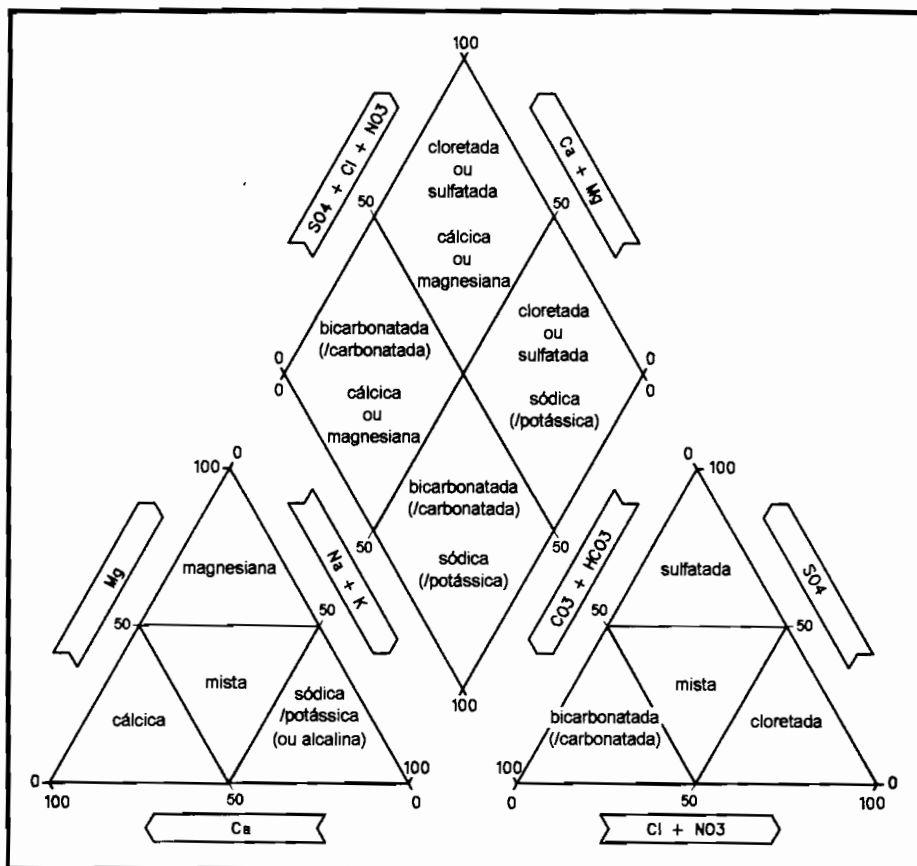 100
SO4 + Cl + NO3
Ca + Mg
cloretada
ou
sulfatada
50
50
cálcica
ou
magnesiana
bicarbonatada
(/carbonatada)
cloretada
ou
sulfatada
0
0
0
0
cálcica
ou
magnesiana
sódica
(/potássica)
bicarbonatada
(/carbonatada)
50
50
sódica
(/potássica)
100
Mg
Na + K
0
100
magnesiana
50
50
mista
cálcica
sódica
/potássica
(ou alcalina)
0
100
50
100
0
Ca
CO3 + HCO3
SO4
0
100
sulfatada
50
50
mista
bicarbonatada
(/carbonatada)
cloretada
100
0
50
0
100
Cl + NO3